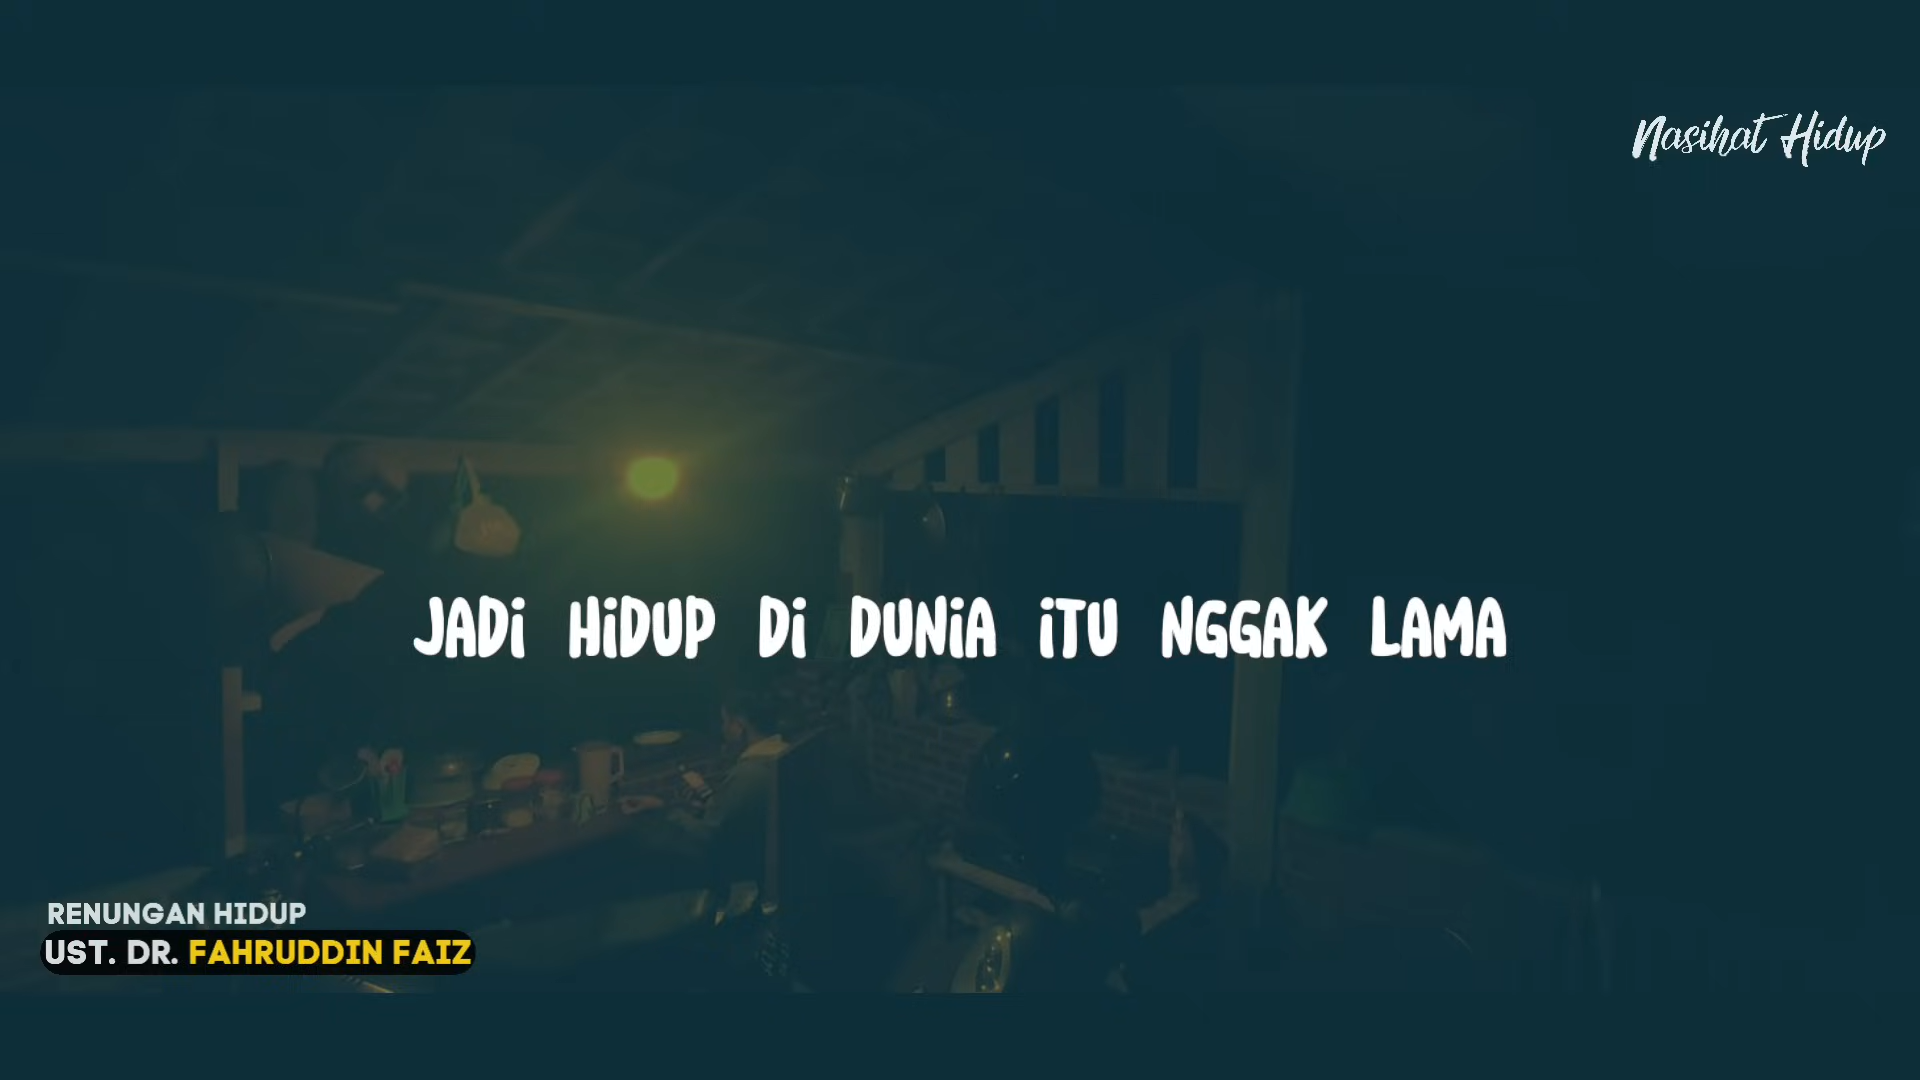 Nasihat Hidup
JADI HIDUP DI DUNIA ITU NGGAK LAMA
RENUNGAN HIDUP
UST. DR. FAHRUDDIN FAIZ